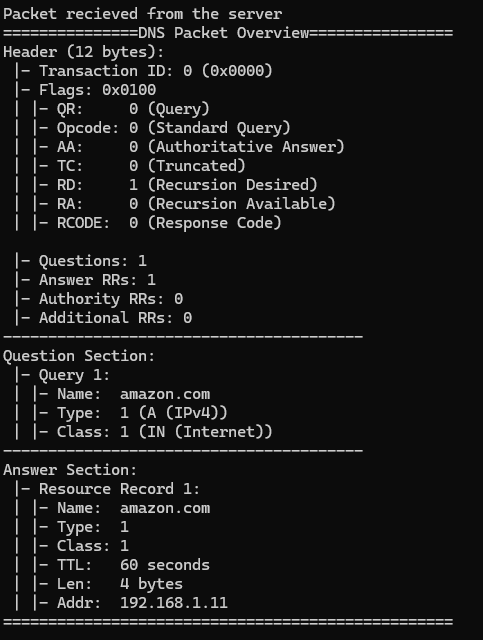 Packet recieved from the server
===============DNS Packet Overview================
Header (12 bytes):
 |- Transaction ID: 0 (0x0000)
 |- Flags: 0x0100
 | |- QR:     0 (Query)
 | |- Opcode: 0 (Standard Query)
 | |- AA:     0 (Authoritative Answer)
 | |- TC:     0 (Truncated)
 | |- RD:     1 (Recursion Desired)
 | |- RA:     0 (Recursion Available)
 | |- RCODE:  0 (Response Code)

 |- Questions: 1
 |- Answer RRs: 1
 |- Authority RRs: 0
 |- Additional RRs: 0
----------------------------------------
Question Section:
 |- Query 1:
 | |- Name:  amazon.com
 | |- Type:  1 (A (IPv4))
 | |- Class: 1 (IN (Internet))
----------------------------------------
Answer Section:
 |- Resource Record 1:
 | |- Name:  amazon.com
 | |- Type:  1
 | |- Class: 1
 | |- TTL:   60 seconds
 | |- Len:   4 bytes
 | |- Addr:  192.168.1.11
==================================================